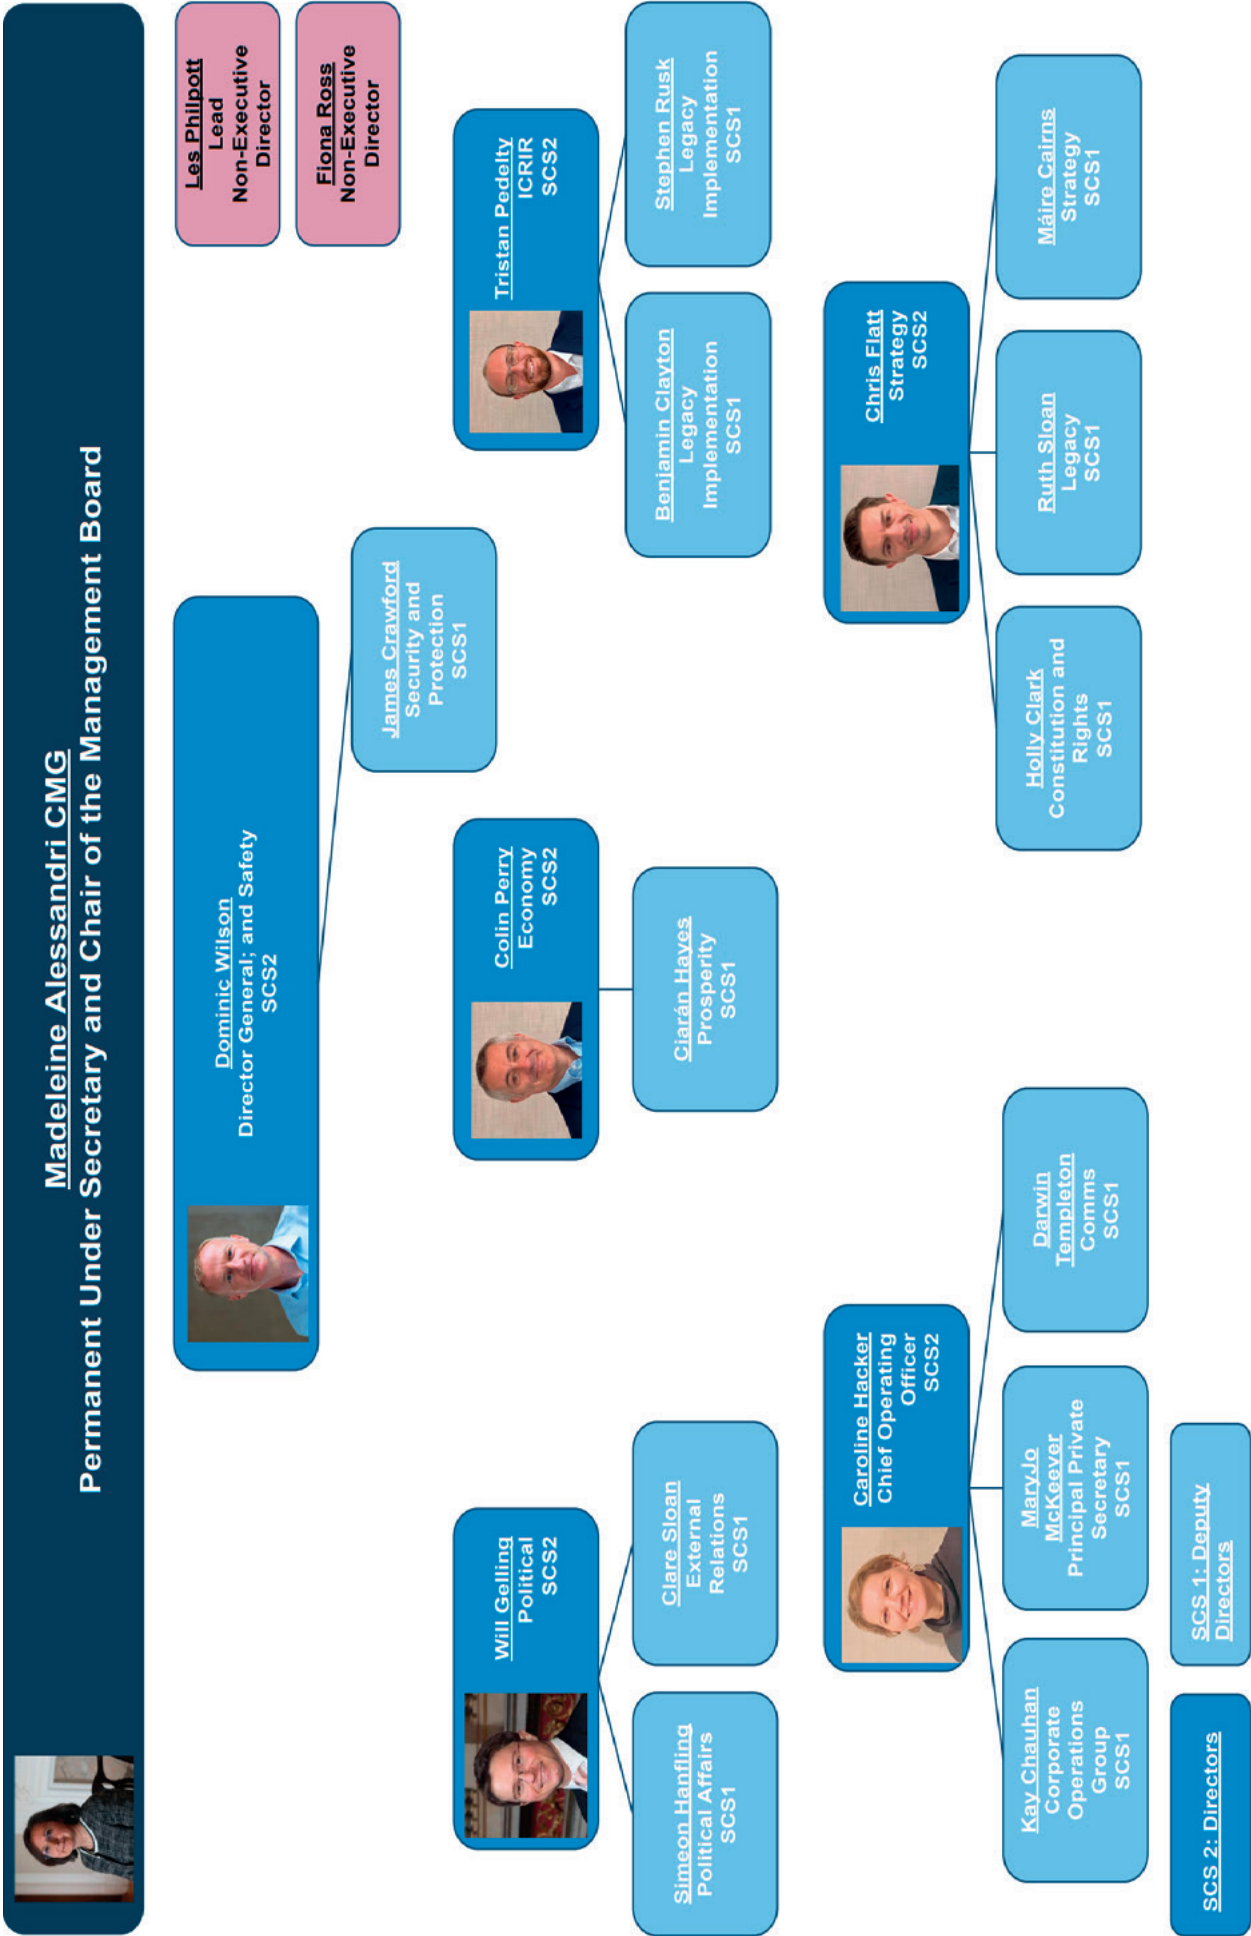 Madeleine Alessandri CMG
Permanent Under Secretary and Chair of the Management Board
Dominic Wilson
Director General; and Safety
SCS2
Les Philpott
Lead
Non-Executive
Director
Fiona Ross
Non-Executive
Director
James Crawford
Security and
Protection
SCS1
Will Gelling
Political
SCS2
Colin Perry
Economy
SCS2
Tristan Pedelty
ICRIR
SCS2
Simeon Hanfling
Political Affairs
SCS1
Clare Sloan
External
Relations
SCS1
Ciarán Hayes
Prosperity
SCS1
Benjamin Clayton
Legacy
Implementation
SCS1
Stephen Rusk
Legacy
Implementation
SCS1
Caroline Hacker
Chief Operating
Officer
SCS2
Chris Flatt
Strategy
SCS2
Kay Chauhan
Corporate
Operations
Group
SCS1
MaryJo
McKeever
Principal Private
Secretary
SCS1
Darwin
Templeton
Comms
SCS1
Holly Clark
Constitution and
Rights
SCS1
Ruth Sloan
Legacy
SCS1
Máire Cairns
Strategy
SCS1
SCS 2: Directors
SCS 1: Deputy
Directors